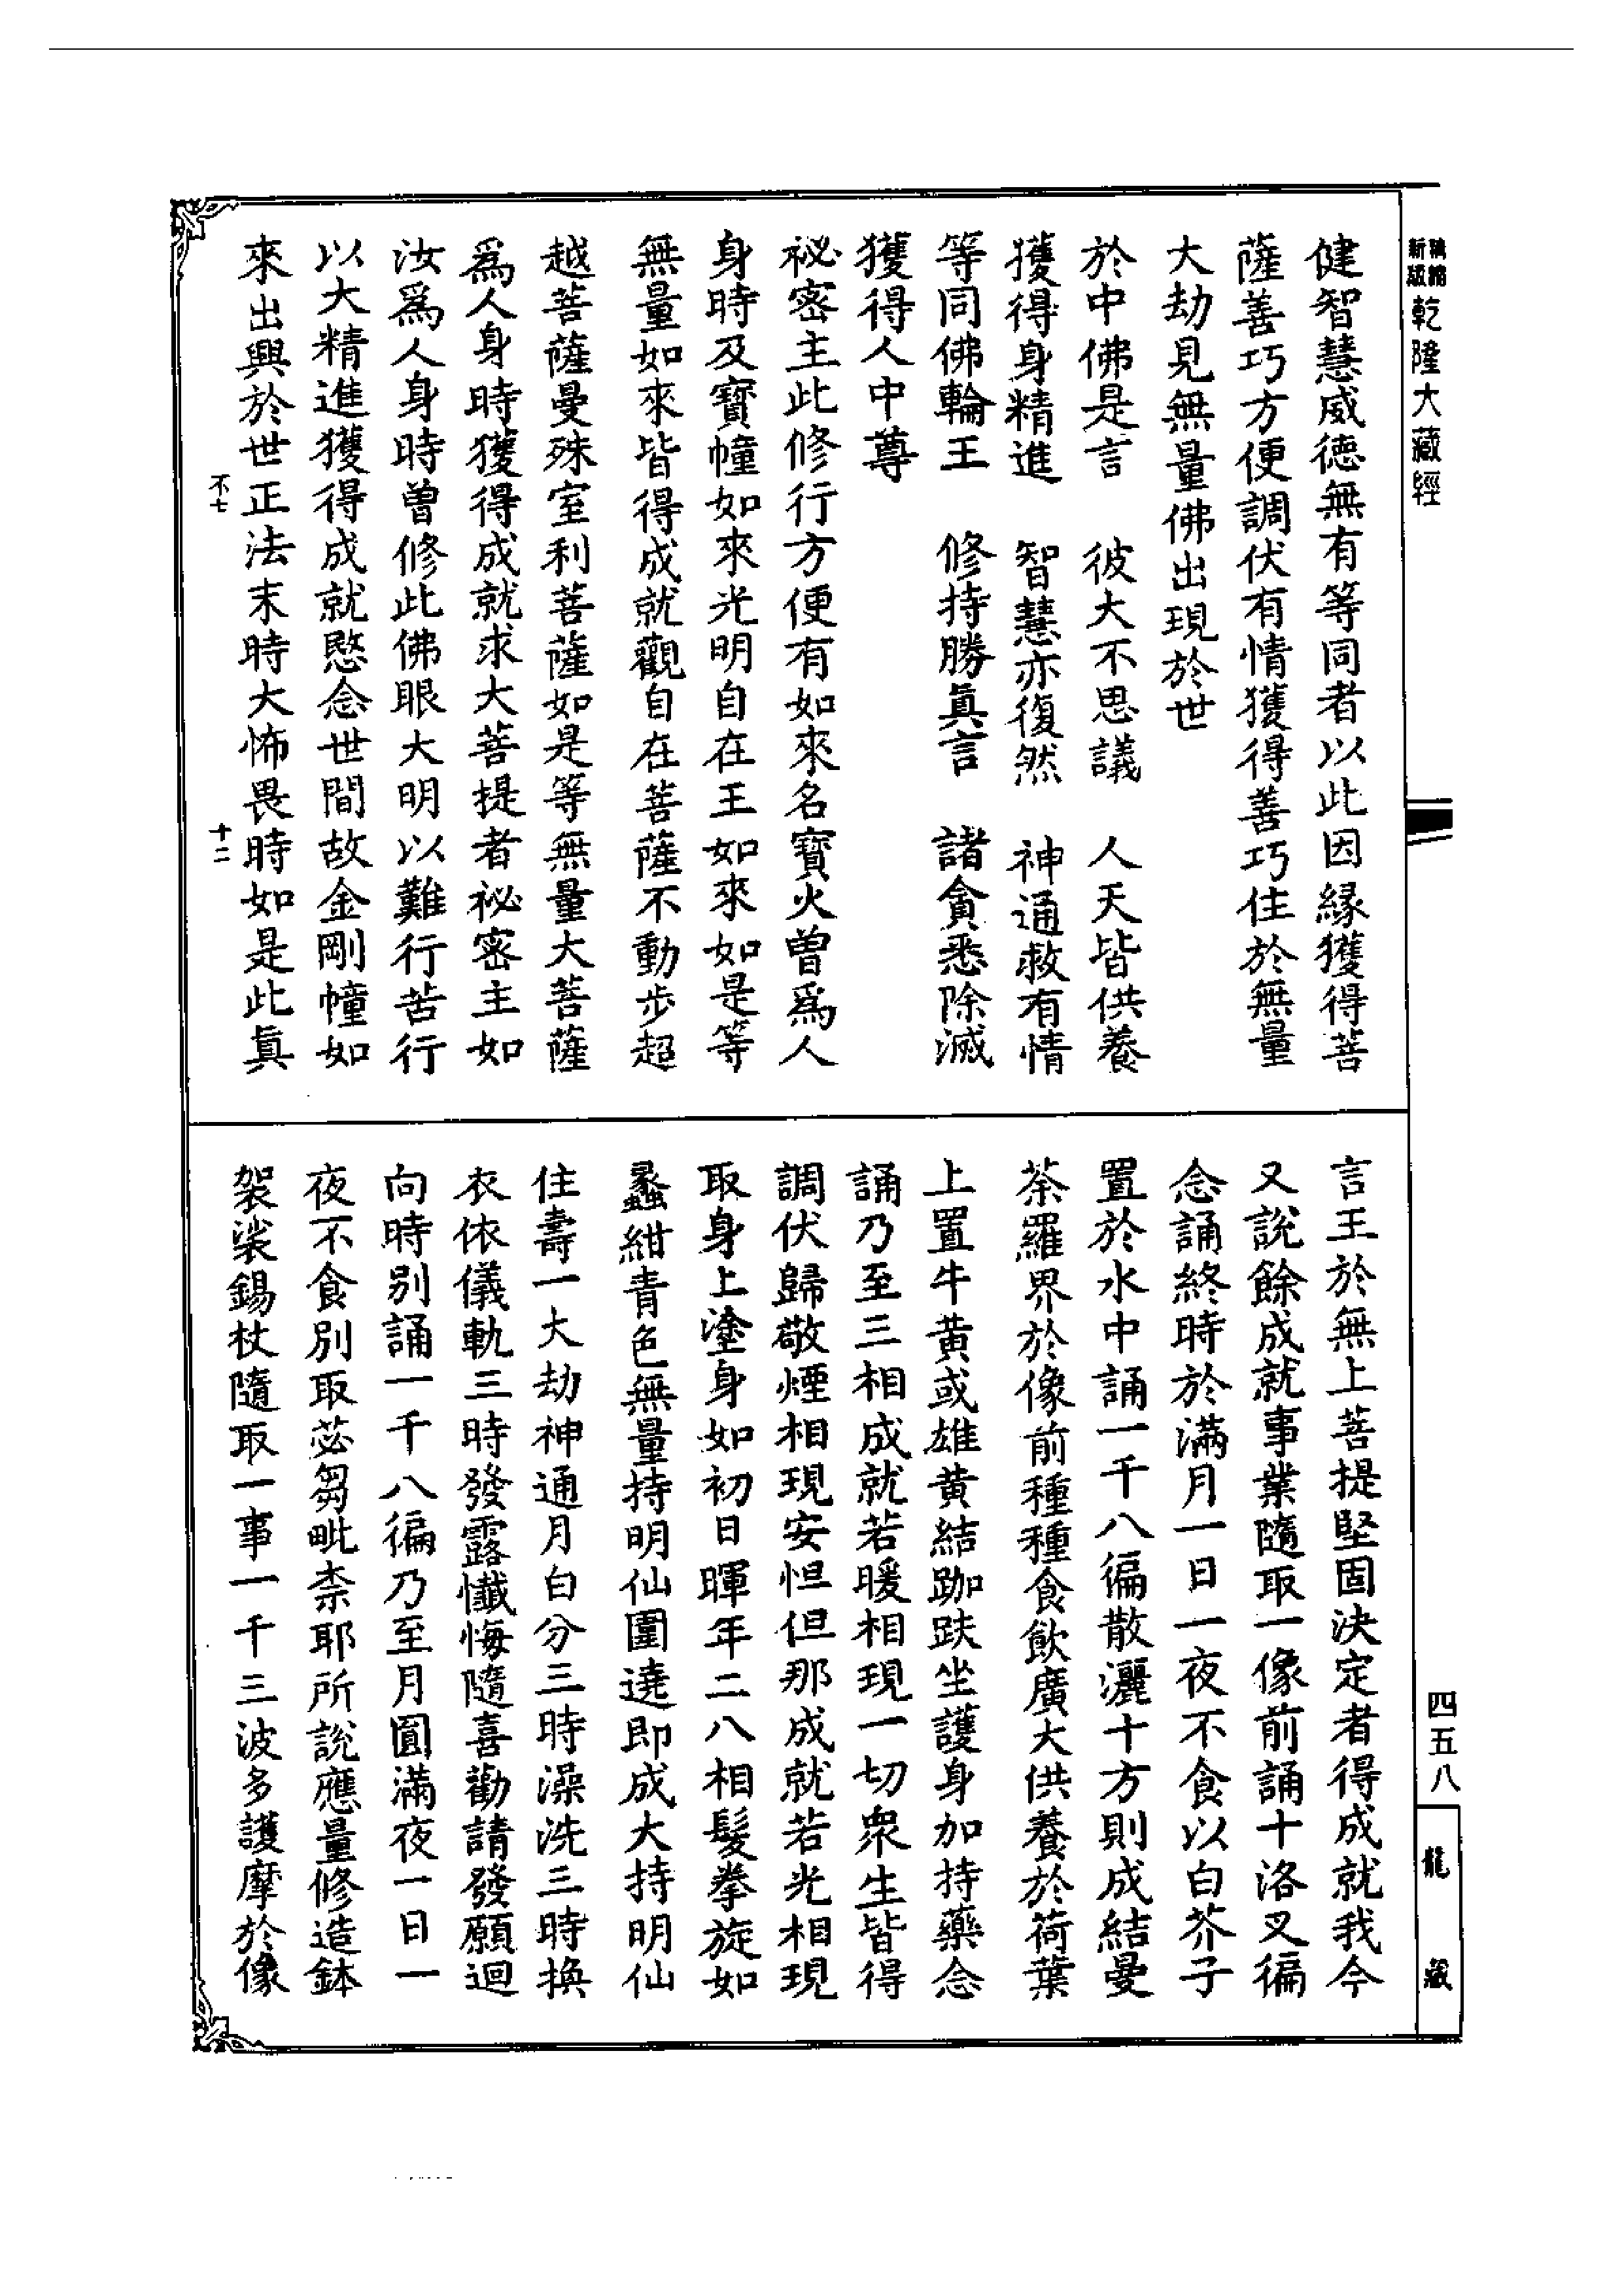 新版
乾隆大藏經
健智慧威德無有等同者以此因緣獲得菩
薩善巧方便調伏有情獲得善巧住於無量
大劫見無量佛出現於世
於中佛是言　彼大不思議　人天皆供養
獲得身精進　智慧亦復然　神通救有情
等同佛輪王　修持勝眞言　諸貪悉除滅
獲得人中尊
祕密主此修行方便有如來名寶火曾爲人
身時及寶幢如來光明自在王如來如是等
無量如來皆得成就觀自在菩薩不動步超
越菩薩曼殊室利菩薩如是等無量大菩薩
爲人身時獲得成就求大菩提者祕密主如
汝爲人身時曾修此佛眼大明以難行苦行
以大精進獲得成就愍念世間故金剛幢如
來出興於世正法末時大怖畏時如是此眞
不七
十二
言王於無上菩提堅固決定者得成就我今
又說餘成就事業隨取一像前誦十洛叉徧
念誦終時於滿月一日一夜不食以白芥子
置於水中誦一千八徧散灑十方則成結曼
荼羅界於像前種種食飲廣大供養於荷葉
上置牛黃或雄黃結跏趺坐護身加持藥念
誦乃至三相成就若暖相現一切衆生皆得
調伏歸敬煙相現安怛但那成就若光相現
取身上塗身如初日暉年二八相髮拳旋如
蠡紺青色無量持明仙圍遶即成大持明仙
住壽一大劫神通月白分三時澡洗三時換
衣依儀軌三時發露懺悔隨喜勸請發願迴
向時別誦一千八徧乃至月圓滿夜一日一
夜不食別取苾芻毗柰耶所說應量修造鉢
袈裟錫杖隨取一事一千三波多護摩於像
四五八
龍
藏